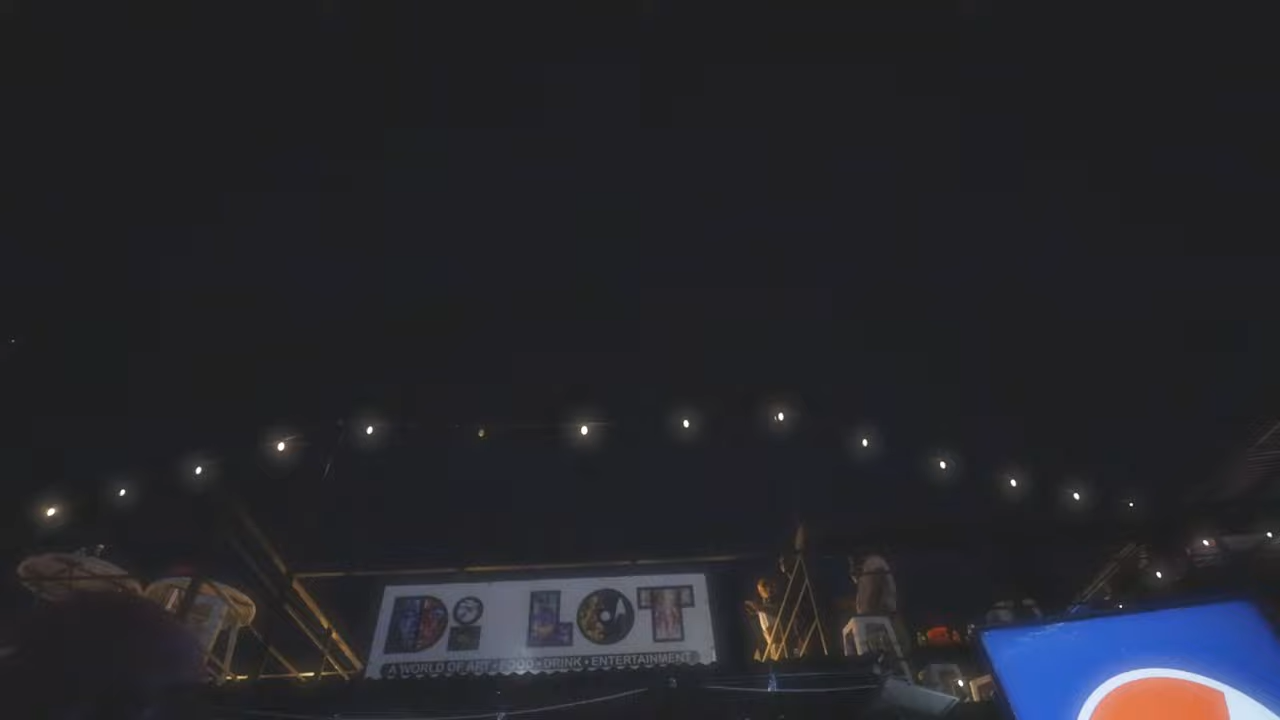 Di LOT
A WORLD OF ART • FOOD • DRINK • ENTERTAINMENT